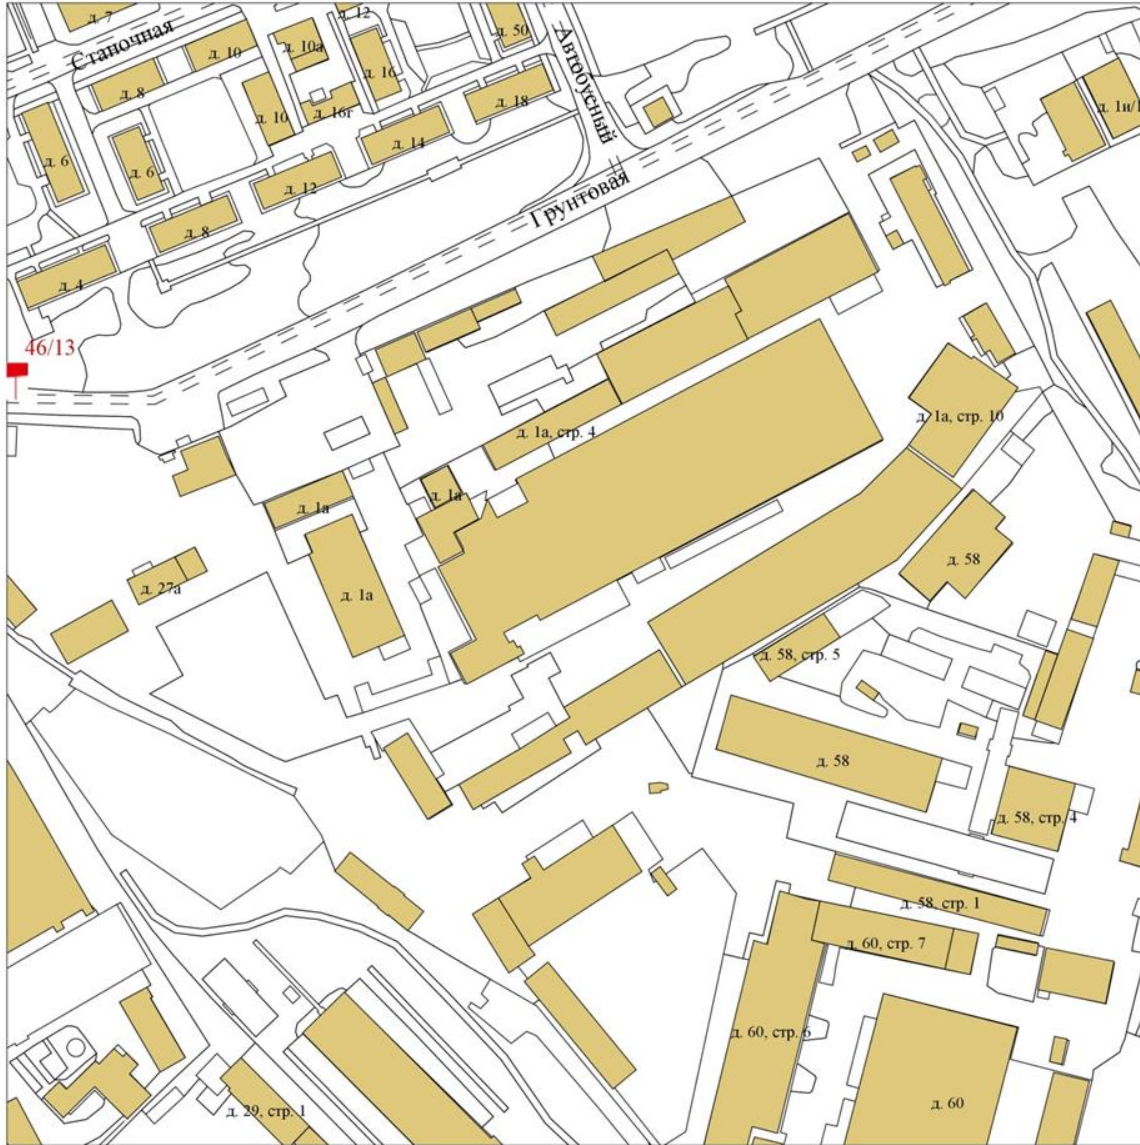 д. 7
д. 12
д. 50
Станочная
д. 10
д. 10а
Автобусный
д. 16
д. 8
д. 18
д. 1и/1
д. 10
д. 16г
д. 14
д. 6
д. 6
д. 12
Грунтовая
д. 8
д. 4
46/13
д. 1а, стр. 4
д. 1а, стр. 10
д. 1а
д. 1а
д. 58
д. 27а
д. 1а
д. 58, стр. 5
д. 58
д. 58, стр. 4
д. 58, стр. 1
д. 60, стр. 7
д. 60, стр. 6
д. 29, стр. 1
д. 60